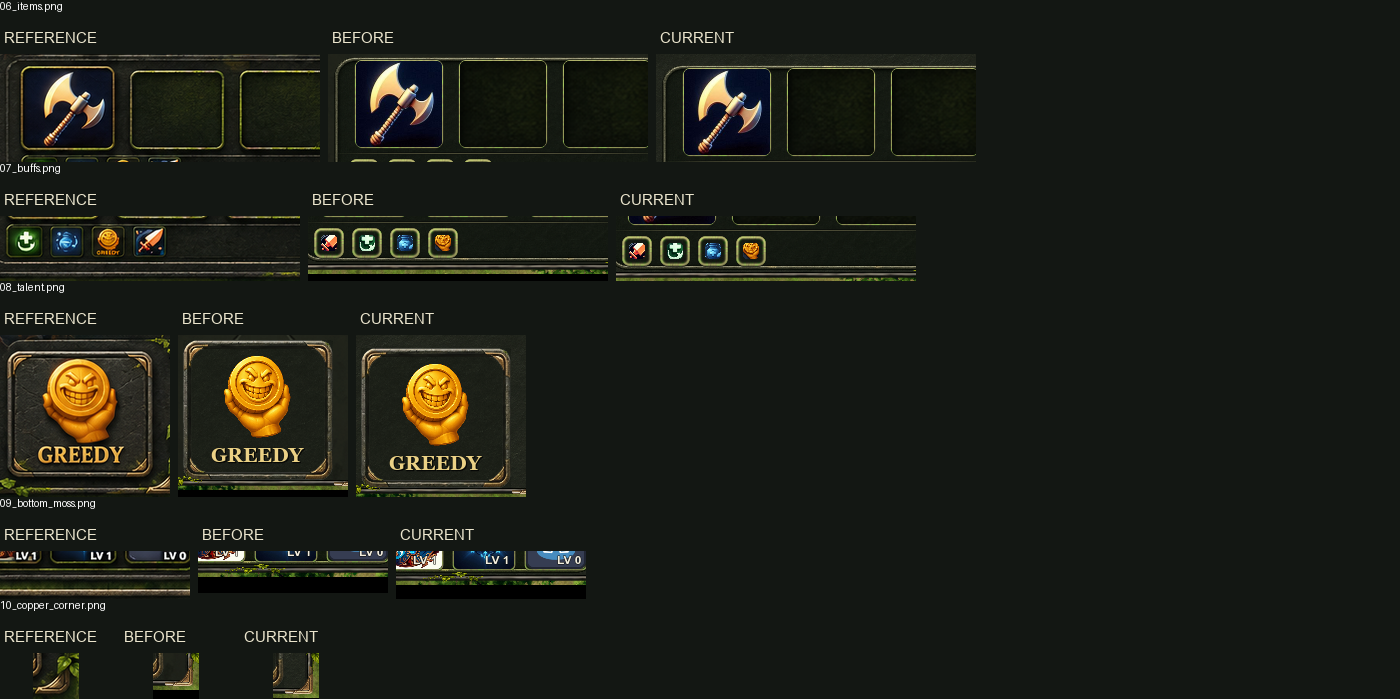 06_items.png
REFERENCE BEFORE CURRENT
07_buffs.png
REFERENCE BEFORE CURRENT
GREEDY
08_talent.png
REFERENCE BEFORE CURRENT
GREEDY GREEDY GREEDY
09_bottom_moss.png
REFERENCE BEFORE CURRENT
LV 1 LV 1 LV 0 LV 1 LV 1 LV 0 LV 1 LV 1 LV 0
10_copper_corner.png
REFERENCE BEFORE CURRENT